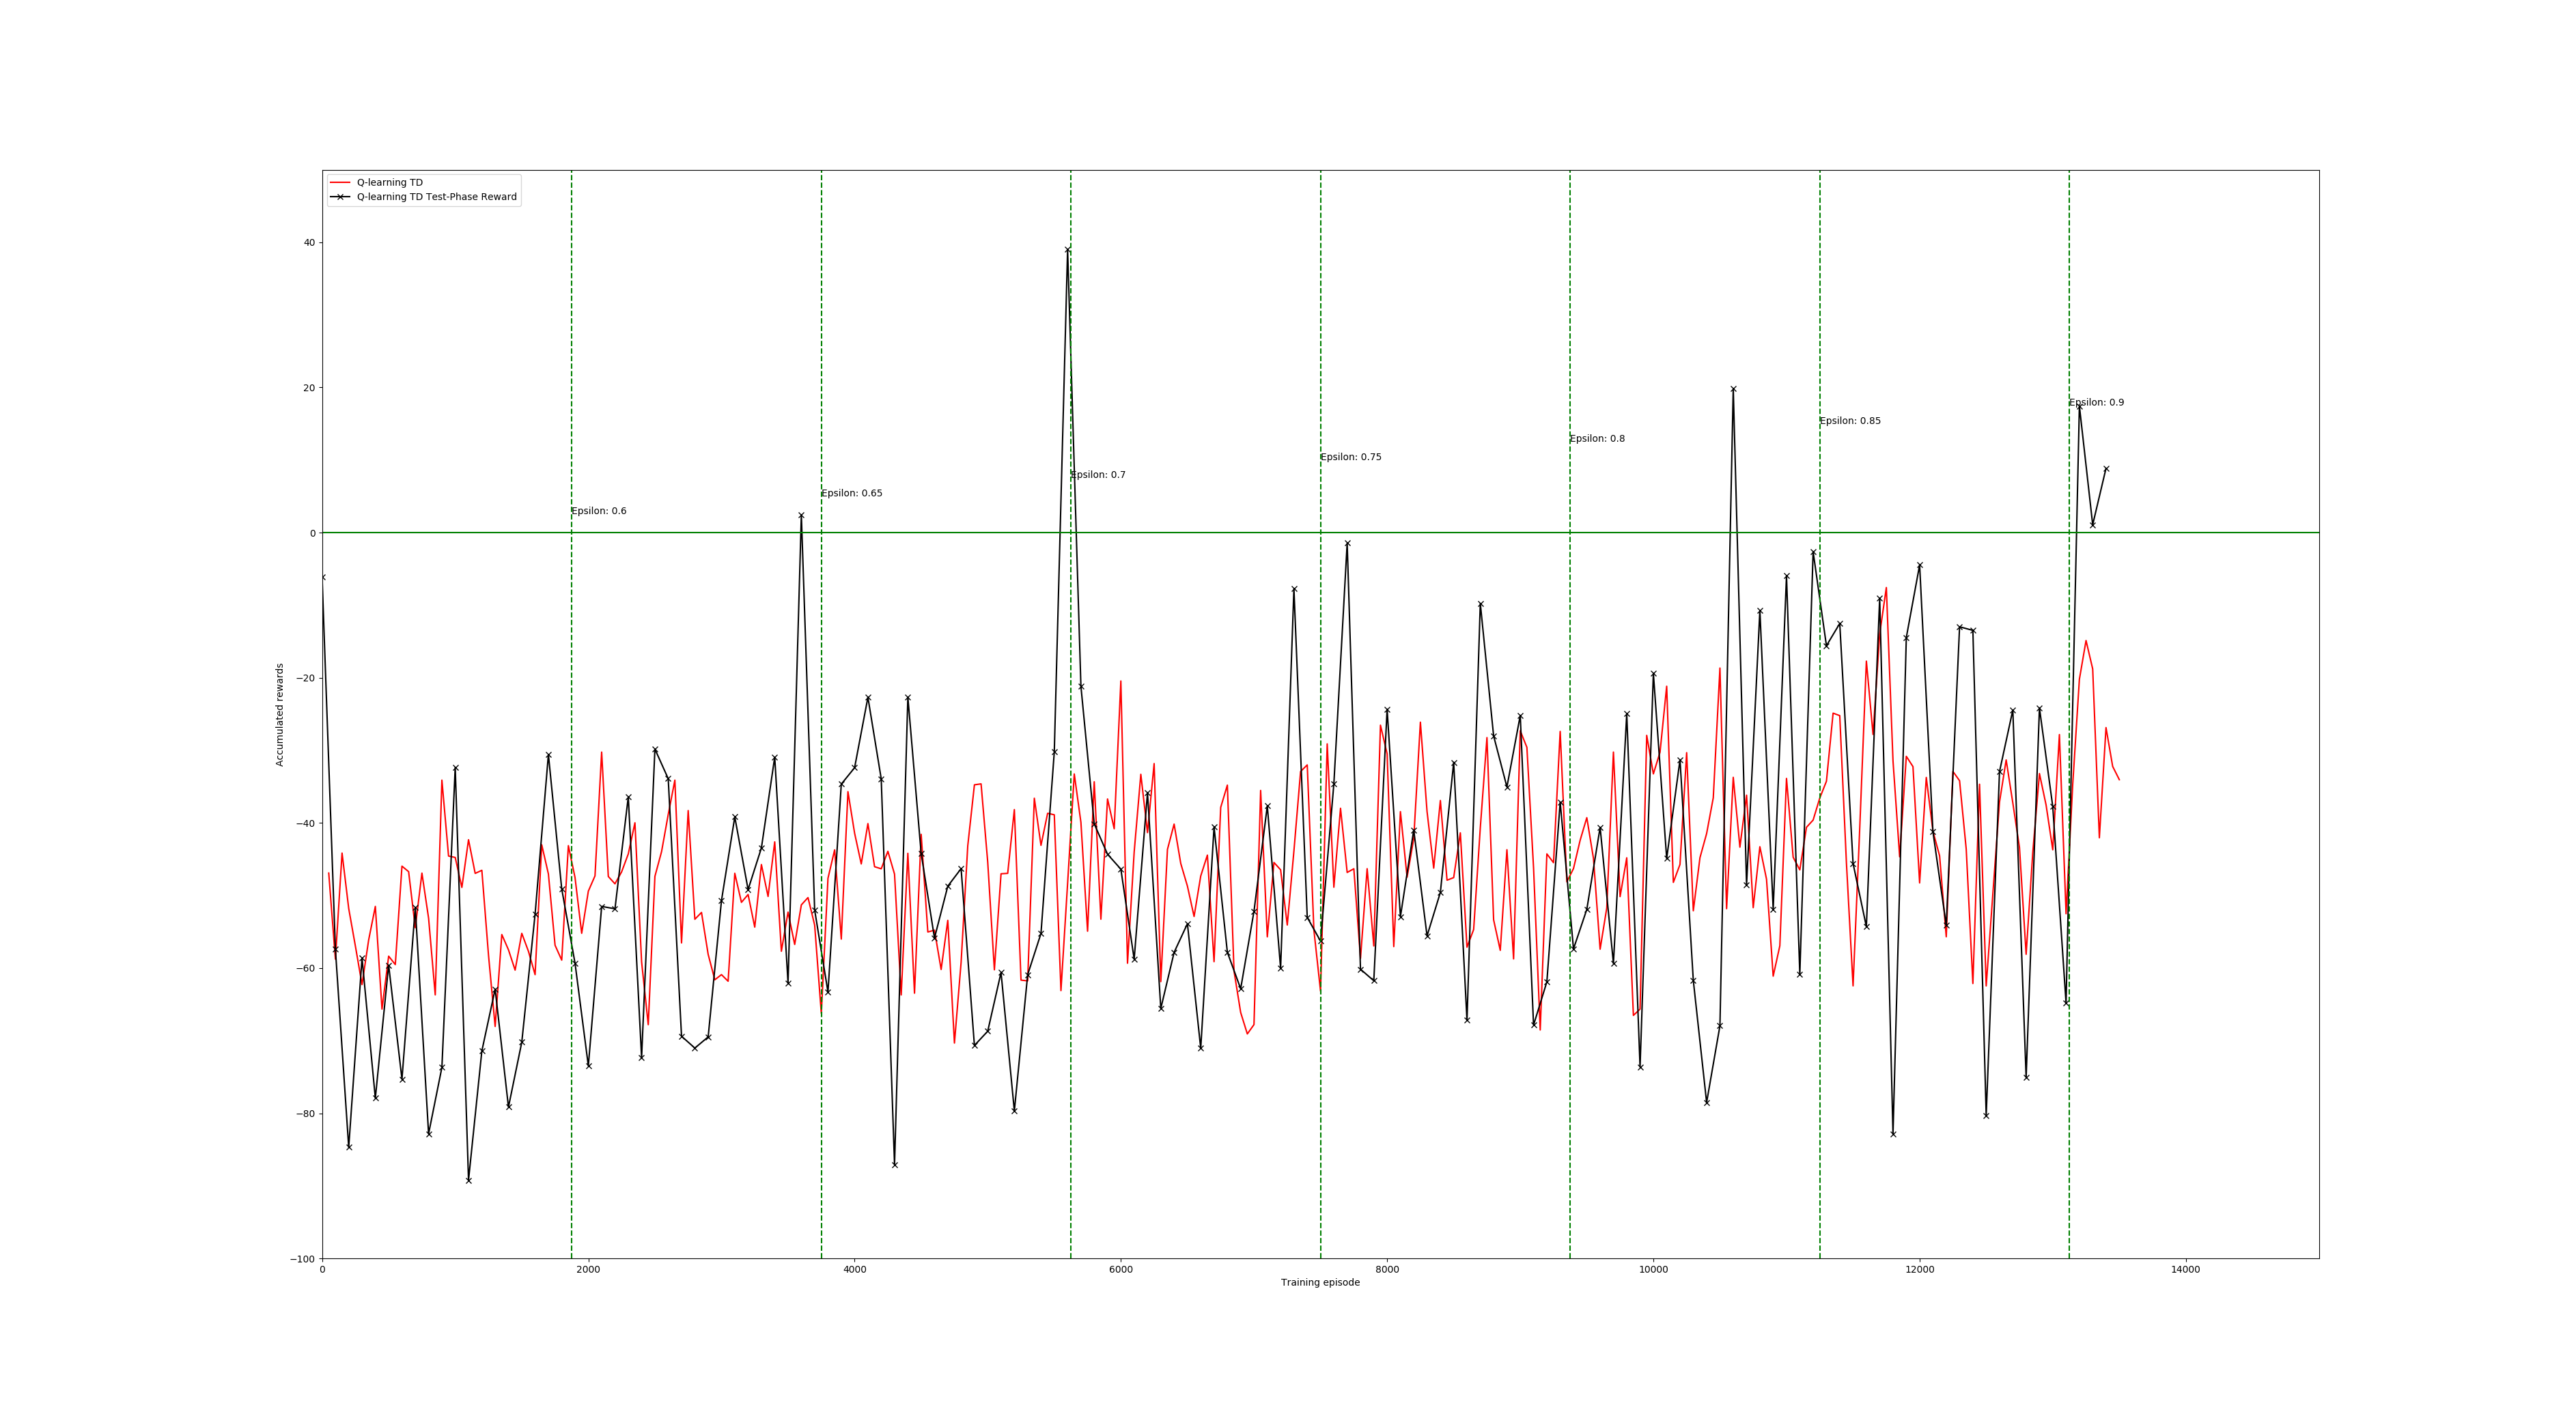 Q-learning TD
Q-learning TD Test-Phase Reward
40
20
0
−20
−40
−60
−80
−100
Accumulated rewards
Epsilon: 0.6
Epsilon: 0.65
Epsilon: 0.7
Epsilon: 0.75
Epsilon: 0.8
Epsilon: 0.85
Epsilon: 0.9
0
2000
4000
6000
8000
10000
12000
14000
Training episode